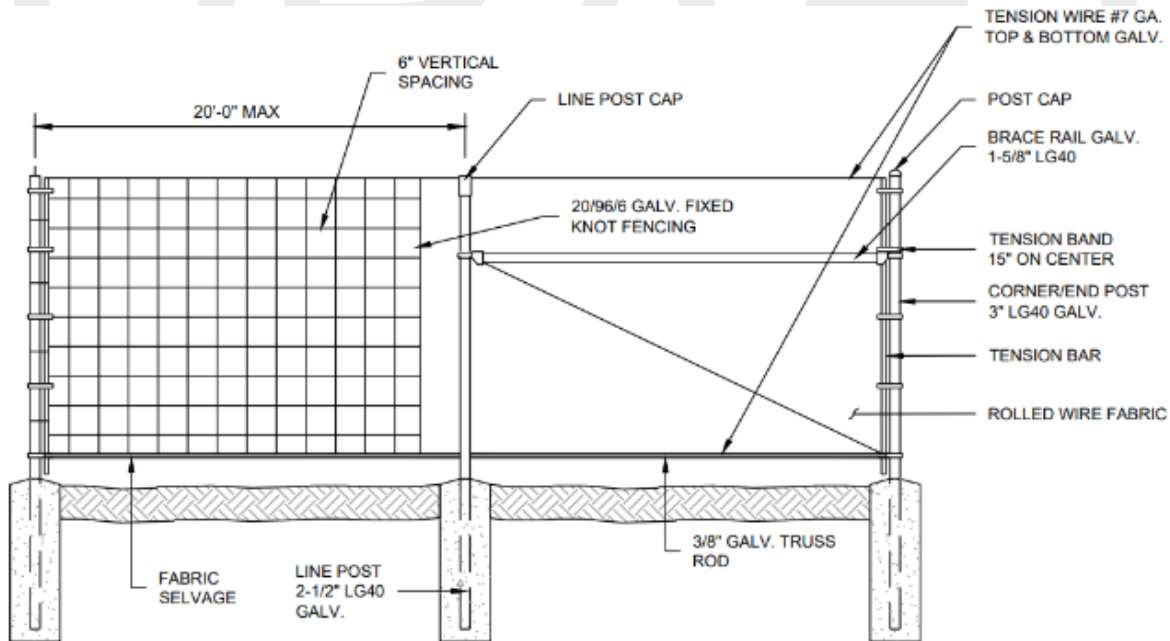 TENSION WIRE #7 GA.
TOP & BOTTOM GALV.
6" VERTICAL
SPACING
20'-0" MAX
LINE POST CAP
POST CAP
BRACE RAIL GALV.
1-5/8" LG40
20/96/6 GALV. FIXED
KNOT FENCING
TENSION BAND
15" ON CENTER
CORNER/END POST
3" LG40 GALV.
TENSION BAR
ROLLED WIRE FABRIC
3/8" GALV. TRUSS
ROD
FABRIC
SELVAGE
LINE POST
2-1/2" LG40
GALV.